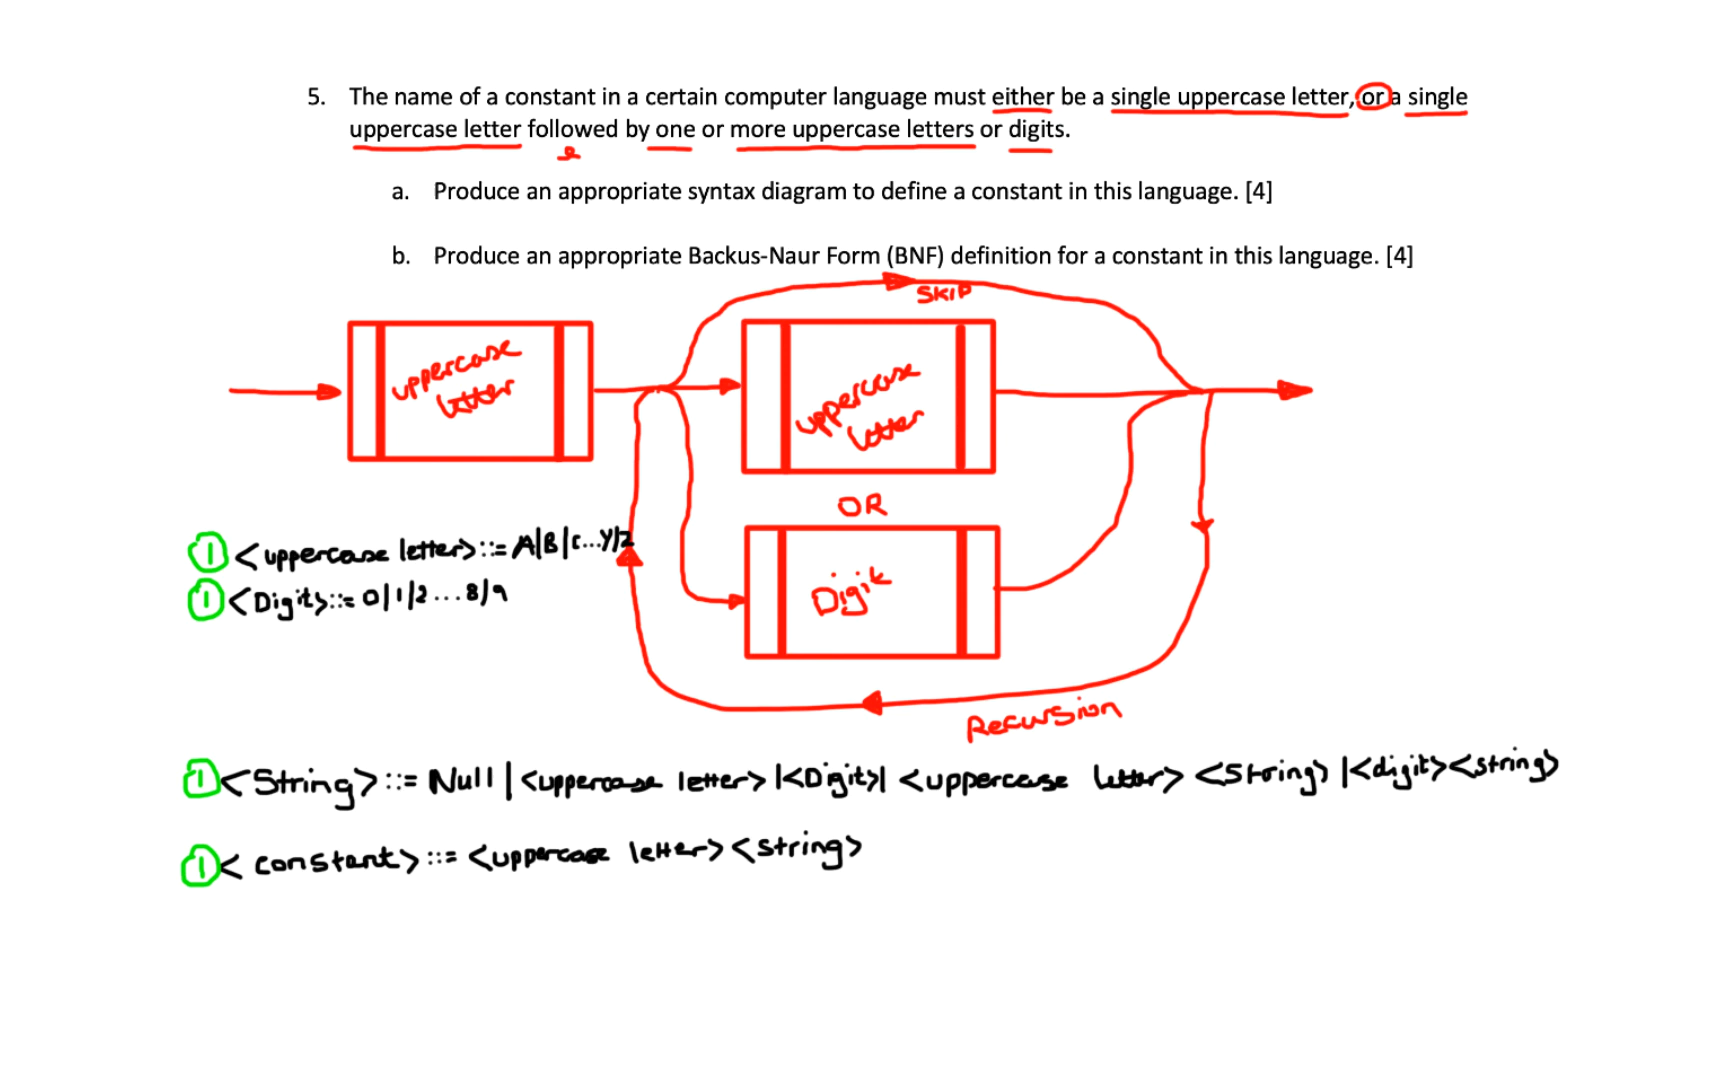 5. The name of a constant in a certain computer language must either be a single uppercase letter, or a single
uppercase letter followed by one or more uppercase letters or digits.
a. Produce an appropriate syntax diagram to define a constant in this language. [4]
b. Produce an appropriate Backus-Naur Form (BNF) definition for a constant in this language. [4]
SKIP
uppercase
letter
uppercase
letter
OR
Digit
Recursion
1 <uppercase letter>::= A|B|C...Y|Z
1 <Digit>::= 0|1|2...8|9
1 <String>::= Null | <uppercase letter> |<Digit>| <uppercase letter> <String> |<digit><string>
1 < constant>::= <uppercase letter><string>